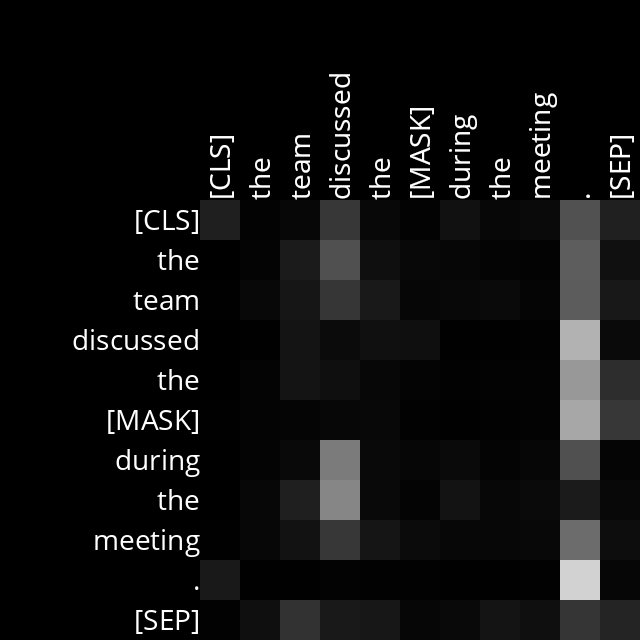 [CLS] the team discussed the [MASK] during the meeting . [SEP]
[CLS]
the
team
discussed
the
[MASK]
during
the
meeting
.
[SEP]